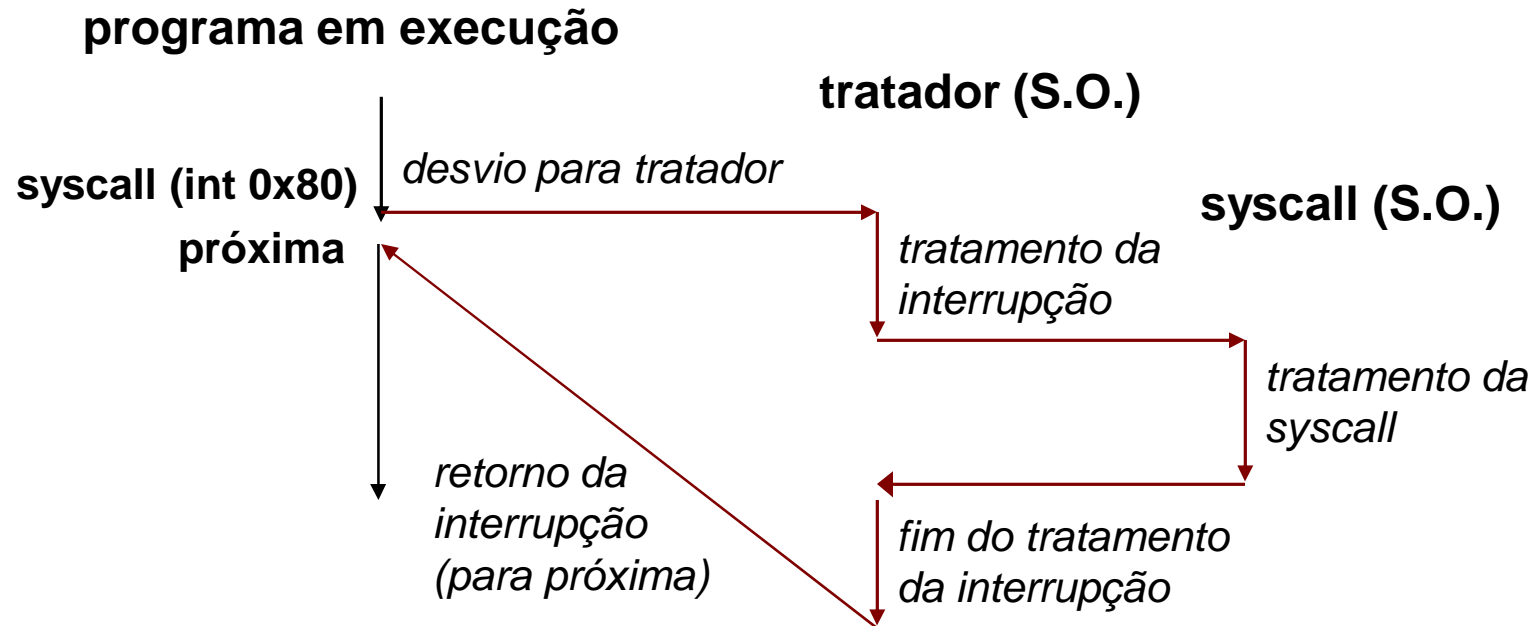 programa em execução
tratador (S.O.)
desvio para tratador
syscall (int 0x80)
syscall (S.O.)
próxima
tratamento da
interrupção
tratamento da
syscall
retorno da
interrupção
(para próxima)
fim do tratamento
da interrupção